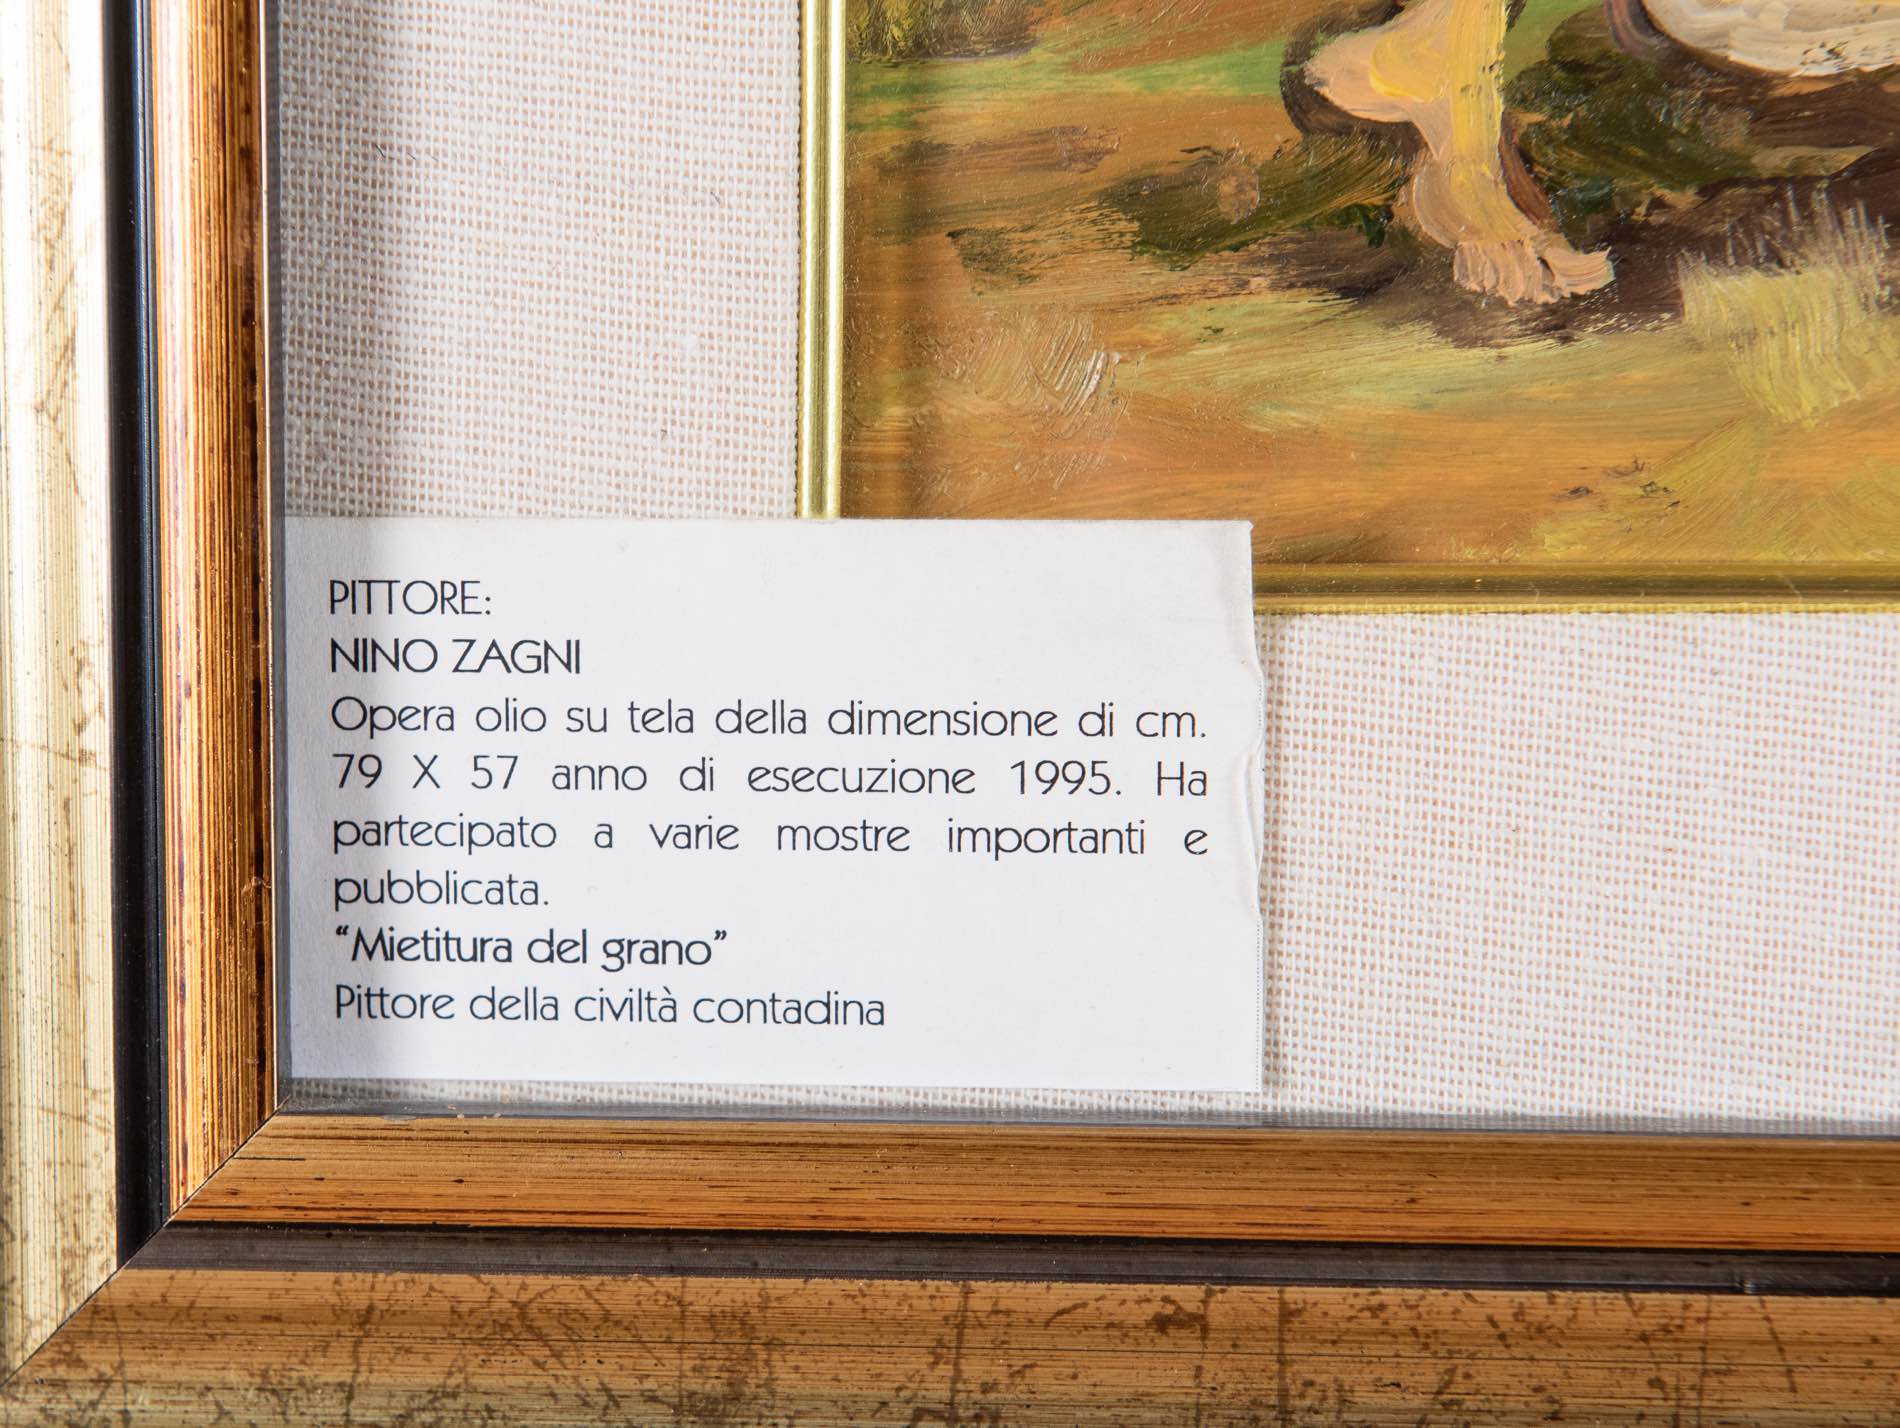 PITTORE:
NINO ZAGNI
Opera olio su tela della dimensione di cm.
79 X 57 anno di esecuzione 1995. Ha
partecipato a varie mostre importanti e
pubblicata.
“Mietitura del grano”
Pittore della civiltà contadina